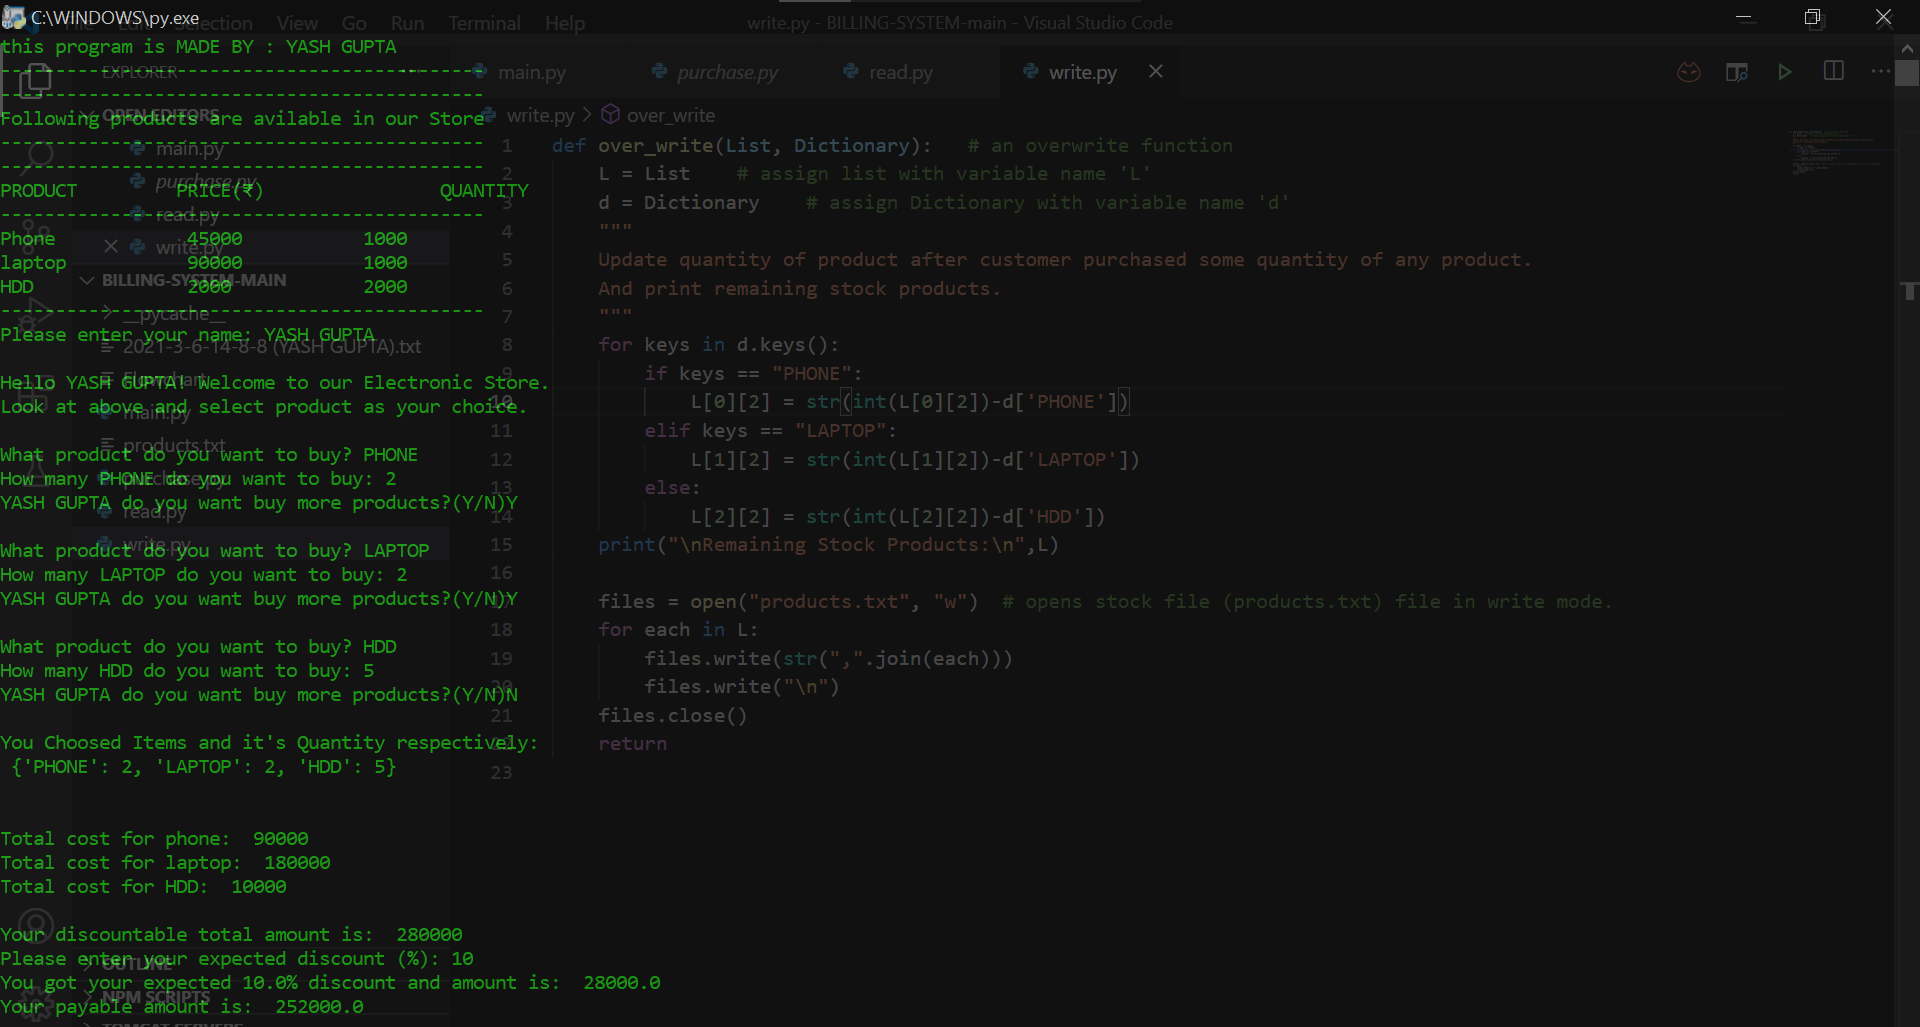 C:\WINDOWS\py.exe
Selection View Go Run Terminal Help
write.py - BILLING-SYSTEM-main - Visual Studio Code
this program is MADE BY : YASH GUPTA
--------------------------------------------
--------------------------------------------
Following products are avilable in our Store
--------------------------------------------
--------------------------------------------
PRODUCT PRICE(₹) QUANTITY
--------------------------------------------
Phone 45000 1000
laptop 90000 1000
HDD 2000 2000
--------------------------------------------
Please enter your name: YASH GUPTA
Hello YASH GUPTA! Welcome to our Electronic Store.
Look at above and select product as your choice.
What product do you want to buy? PHONE
How many PHONE do you want to buy: 2
YASH GUPTA do you want buy more products?(Y/N)Y
What product do you want to buy? LAPTOP
How many LAPTOP do you want to buy: 2
YASH GUPTA do you want buy more products?(Y/N)Y
What product do you want to buy? HDD
How many HDD do you want to buy: 5
YASH GUPTA do you want buy more products?(Y/N)N
You Choosed Items and it's Quantity respectively:
{'PHONE': 2, 'LAPTOP': 2, 'HDD': 5}
Total cost for phone: 90000
Total cost for laptop: 180000
Total cost for HDD: 10000
Your discountable total amount is: 280000
Please enter your expected discount (%): 10
You got your expected 10.0% discount and amount is: 28000.0
Your payable amount is: 252000.0
EXPLORER
OPEN EDITORS
main.py
purchase.py
read.py
write.py
BILLING-SYSTEM-MAIN
__pycache__
2021-3-6-14-8-8 (YASH GUPTA).txt
Flowchart
main.py
products.txt
purchase.py
read.py
write.py
OUTLINE
NPM SCRIPTS
TOMCAT SERVERS
main.py purchase.py read.py write.py
write.py > over_write
1 def over_write(List, Dictionary): # an overwrite function
2 L = List # assign list with variable name 'L'
3 d = Dictionary # assign Dictionary with variable name 'd'
4 """
5 Update quantity of product after customer purchased some quantity of any product.
6 And print remaining stock products.
7 """
8 for keys in d.keys():
9 if keys == "PHONE":
10 L[0][2] = str(int(L[0][2])-d['PHONE'])
11 elif keys == "LAPTOP":
12 L[1][2] = str(int(L[1][2])-d['LAPTOP'])
13 else:
14 L[2][2] = str(int(L[2][2])-d['HDD'])
15 print("\nRemaining Stock Products:\n",L)
16
files = open("products.txt", "w") # opens stock file (products.txt) file in write mode.
18 for each in L:
19 files.write(str(",".join(each)))
20 files.write("\n")
21 files.close()
22 return
23